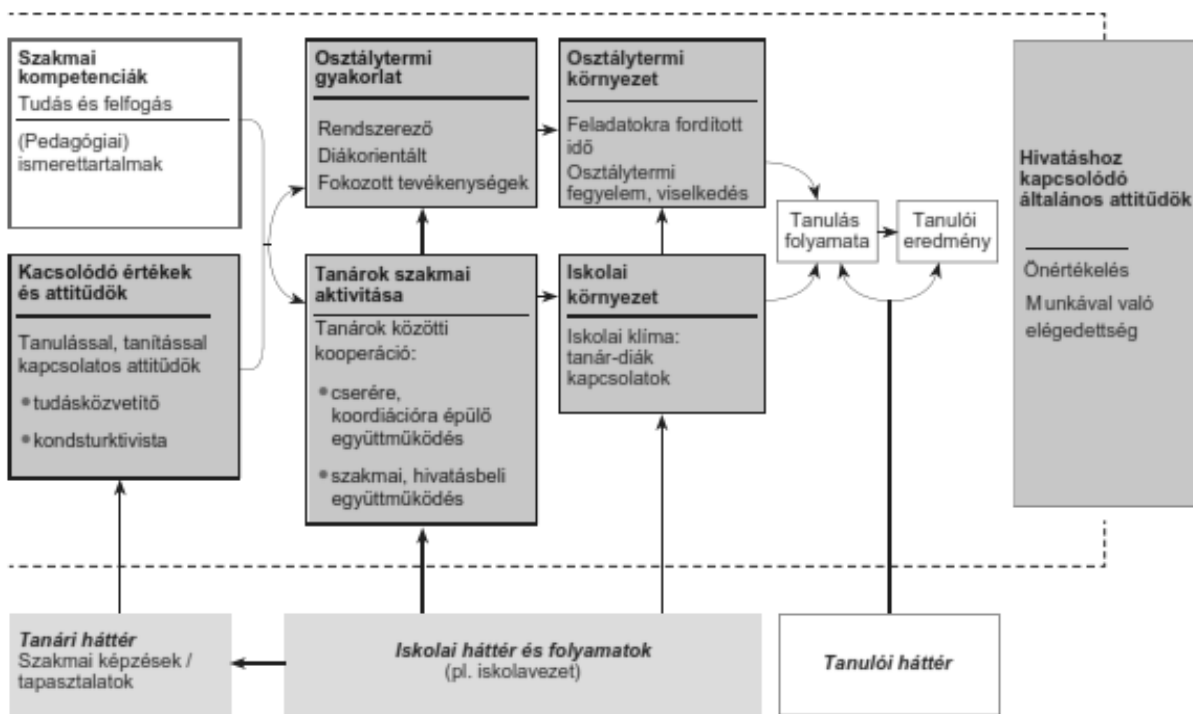 Szakmai
kompetenciák
Tudás és felfogás
(Pedagógiai)
ismerettartalmak
Kacsolódó értékek
és attitűdök
Tanulással, tanítással
kapcsolatos attitűdök
• tudásközvetítő
• kondsturktivista
Osztálytermi
gyakorlat
Rendszerező
Diákorientált
Fokozott tevékenységek
Tanárok szakmai
aktivitása
Tanárok közötti
kooperáció:
• cserére,
koordiációra épülő
együttműködés
• szakmai, hivatásbeli
együttműködés
Osztálytermi
környezet
Feladatokra fordított
idő
Osztálytermi
fegyelem, viselkedés
Iskolai
környezet
Iskolai klíma:
tanár-diák
kapcsolatok
Tanulás
folyamata
Tanulói
eredmény
Hivatáshoz
kapcsolódó
általános attitűdök
Önértékelés
Munkával való
elégedettség
Tanári háttér
Szakmai képzések /
tapasztalatok
Iskolai háttér és folyamatok
(pl. iskolavezet)
Tanulói háttér